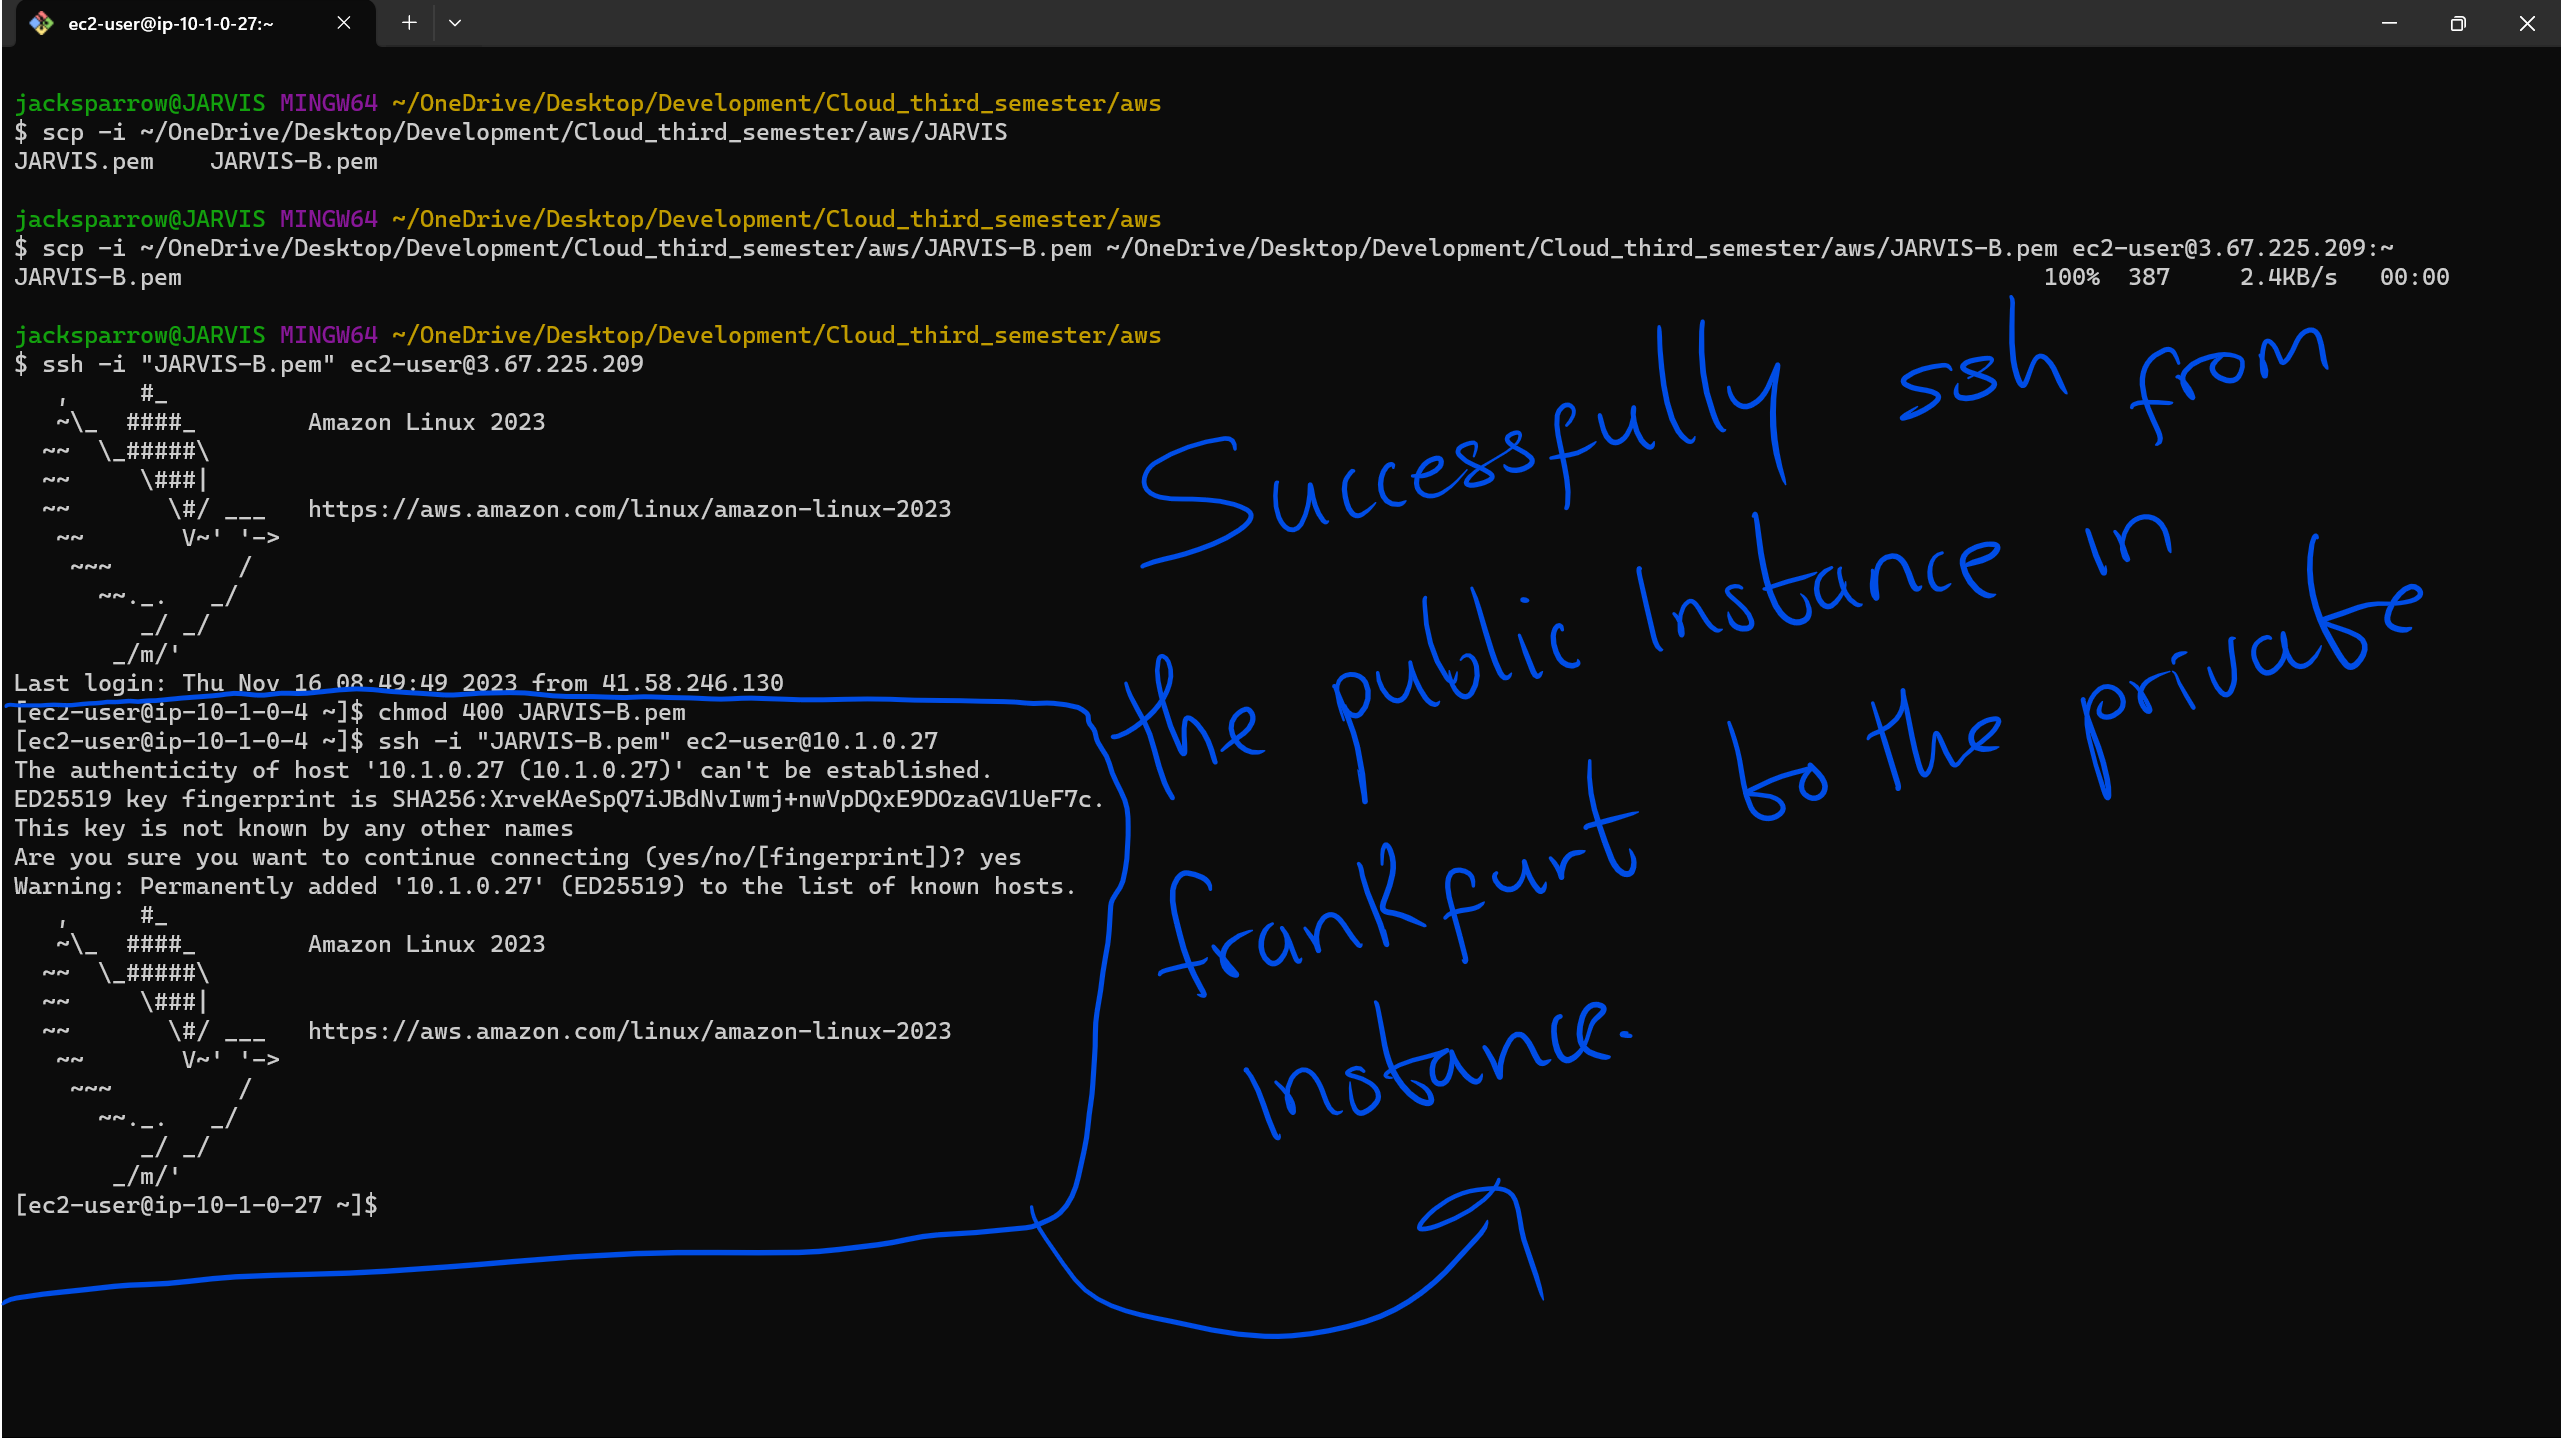 ec2-user@ip-10-1-0-27:~
jacksparrow@JARVIS MINGW64 ~/OneDrive/Desktop/Development/Cloud_third_semester/aws
$ scp -i ~/OneDrive/Desktop/Development/Cloud_third_semester/aws/JARVIS
JARVIS.pem    JARVIS-B.pem
jacksparrow@JARVIS MINGW64 ~/OneDrive/Desktop/Development/Cloud_third_semester/aws
$ scp -i ~/OneDrive/Desktop/Development/Cloud_third_semester/aws/JARVIS-B.pem ~/OneDrive/Desktop/Development/Cloud_third_semester/aws/JARVIS-B.pem ec2-user@3.67.225.209:~
JARVIS-B.pem    100%  387    2.4KB/s   00:00
jacksparrow@JARVIS MINGW64 ~/OneDrive/Desktop/Development/Cloud_third_semester/aws
$ ssh -i "JARVIS-B.pem" ec2-user@3.67.225.209
   ,     #_
   ~\_  ####_        Amazon Linux 2023
  ~~  \_#####\
  ~~     \###|
  ~~       \#/ ___   https://aws.amazon.com/linux/amazon-linux-2023
   ~~       V~' '->
    ~~~         /
      ~~._.   _/
         _/ _/
       _/m/'
Last login: Thu Nov 16 08:49:49 2023 from 41.58.246.130
[ec2-user@ip-10-1-0-4 ~]$ chmod 400 JARVIS-B.pem
[ec2-user@ip-10-1-0-4 ~]$ ssh -i "JARVIS-B.pem" ec2-user@10.1.0.27
The authenticity of host '10.1.0.27 (10.1.0.27)' can't be established.
ED25519 key fingerprint is SHA256:XrveKAeSpQ7iJBdNvIwmj+nwVpDQxE9DOzaGV1UeF7c.
This key is not known by any other names
Are you sure you want to continue connecting (yes/no/[fingerprint])? yes
Warning: Permanently added '10.1.0.27' (ED25519) to the list of known hosts.
   ,     #_
   ~\_  ####_        Amazon Linux 2023
  ~~  \_#####\
  ~~     \###|
  ~~       \#/ ___   https://aws.amazon.com/linux/amazon-linux-2023
   ~~       V~' '->
    ~~~         /
      ~~._.   _/
         _/ _/
       _/m/'
[ec2-user@ip-10-1-0-27 ~]$
Successfully ssh from
the public Instance in
frankfurt to the private
Instance.